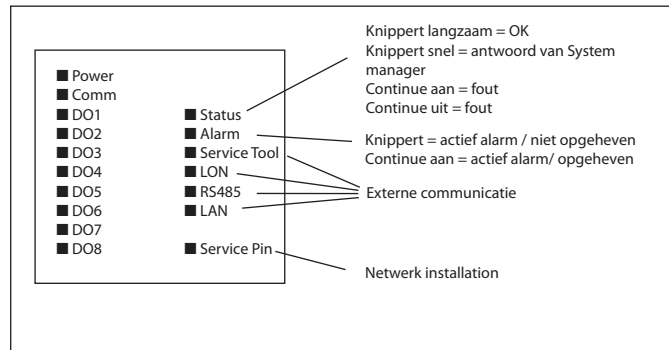 Knippert langzaam = OK
Knippert snel = antwoord van System
manager
Continue aan = fout
Continue uit = fout
Power
Comm
DO1
DO2
DO3
DO4
DO5
DO6
DO7
DO8
Status
Alarm
Service Tool
LON
RS485
LAN
Service Pin
Knippert = actief alarm / niet opgeheven
Continue aan = actief alarm/ opgeheven
Externe communicatie
Netwerk installation